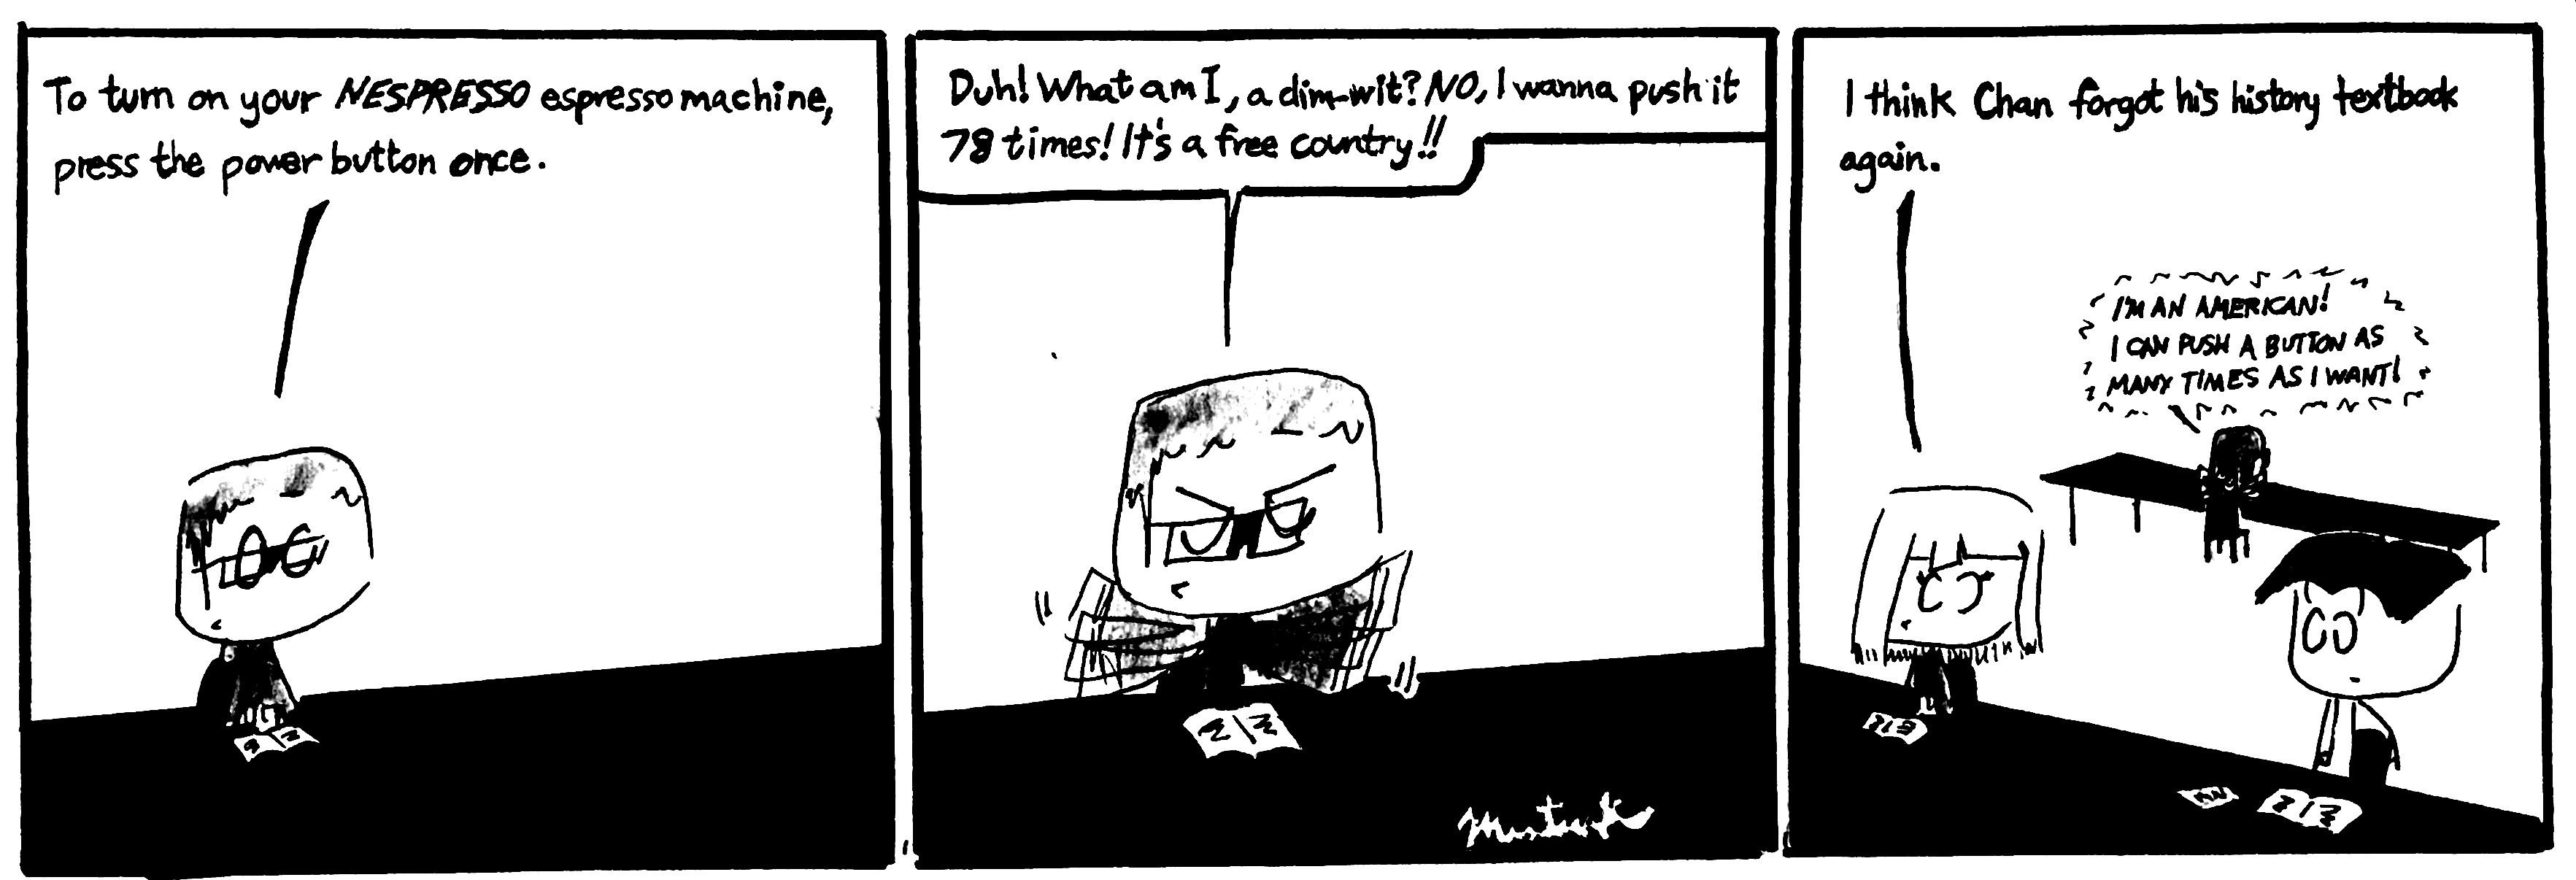 To turn on your NESPRESSO espresso machine,
press the power button once.
Duh! What am I, a dim-wit? NO, I wanna push it
78 times! It's a free country!!
I think Chan forgot his history textbook
again.
I'M AN AMERICAN!
I CAN PUSH A BUTTON AS
MANY TIMES AS I WANT!